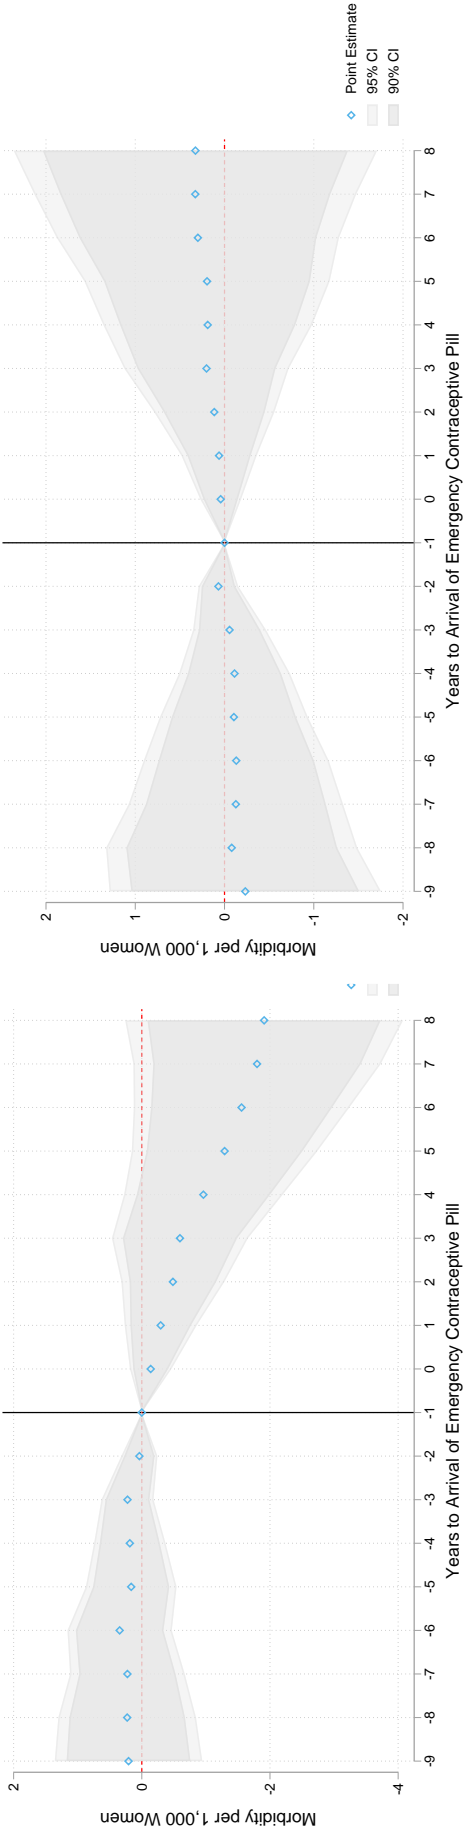 Morbidity per 1,000 Women
2
1
0
-1
-2
-9 -8 -7 -6 -5 -4 -3 -2 -1 0 1 2 3 4 5 6 7 8
Years to Arrival of Emergency Contraceptive Pill
Point Estimate
95% CI
90% CI
Morbidity per 1,000 Women
2
0
-2
-4
-9 -8 -7 -6 -5 -4 -3 -2 -1 0 1 2 3 4 5 6 7 8
Years to Arrival of Emergency Contraceptive Pill